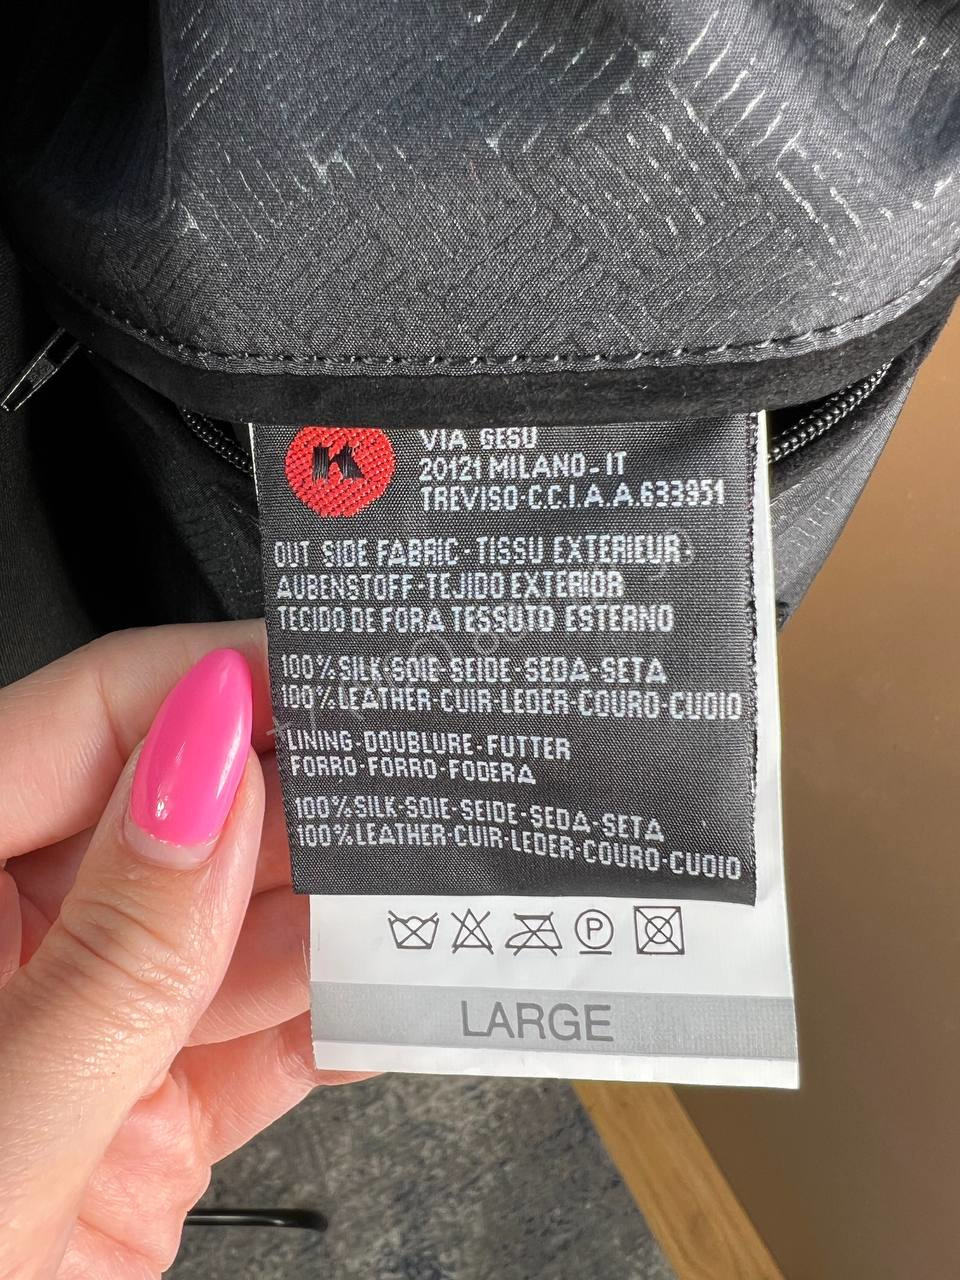 K
VIA GESU
20121 MILANO-IT
TREVISO-C.C.I.A.A.633951
OUT SIDE FABRIC-TISSU EXTERIEUR:
AUBENSTOFF-TEJIDO EXTERIOR
TECIDO DE FORA TESSUTO ESTERNO
100%SILK-SOIE-SEIDE-SEDA-SETA
100%LEATHER-CUIR-LEDER-COURO-CUOIO
LINING-DOUBLURE-FUTTER
FORRO-FORRO-FODERA
100%SILK-SOIE-SEIDE-SEDA-SETA
100%LEATHER-CUIR-LEDER-COURO-CUOIO
P
LARGE